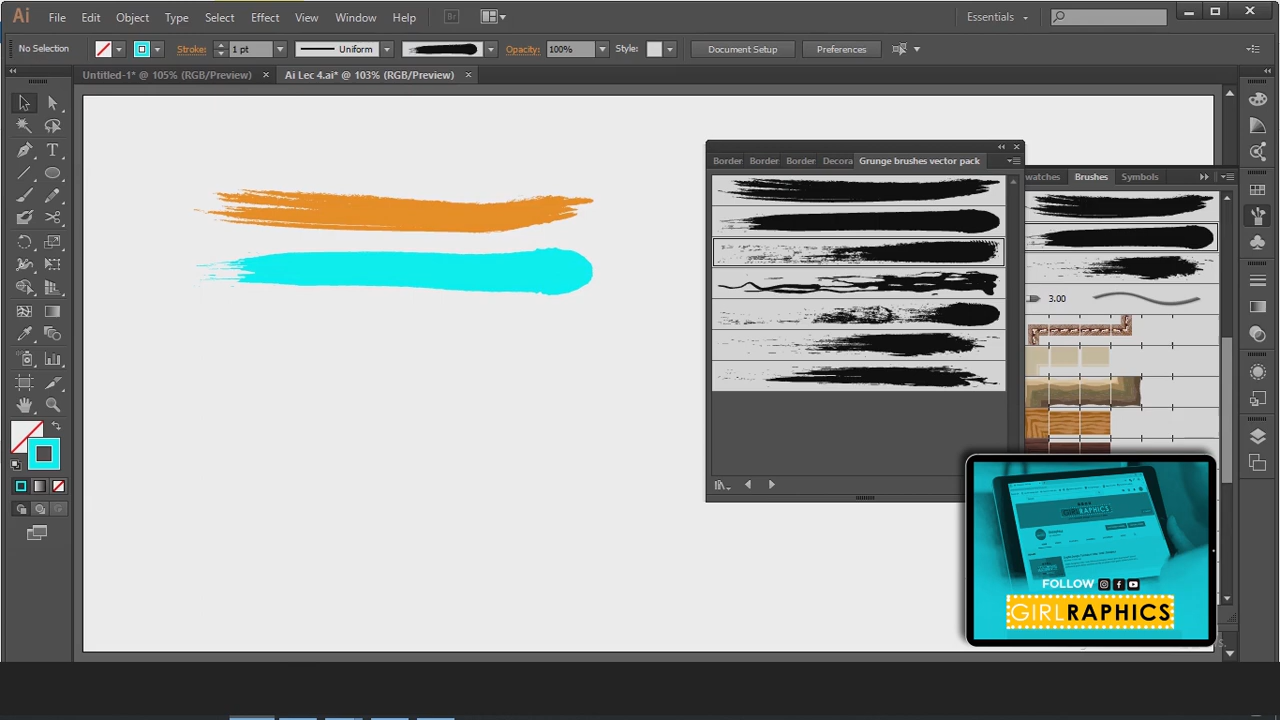 Ai File Edit Object Type Select Effect View Window Help Br Essentials
No Selection Stroke: 1 pt Uniform Opacity: 100% Style: Document Setup Preferences
Untitled-1* @ 105% (RGB/Preview) × Ai Lec 4.ai* @ 103% (RGB/Preview) ×
Border Border Border Decora Grunge brushes vector pack
watches Brushes Symbols
3.00
GIRLRAPHICS
FOLLOW
GIRLRAPHICS